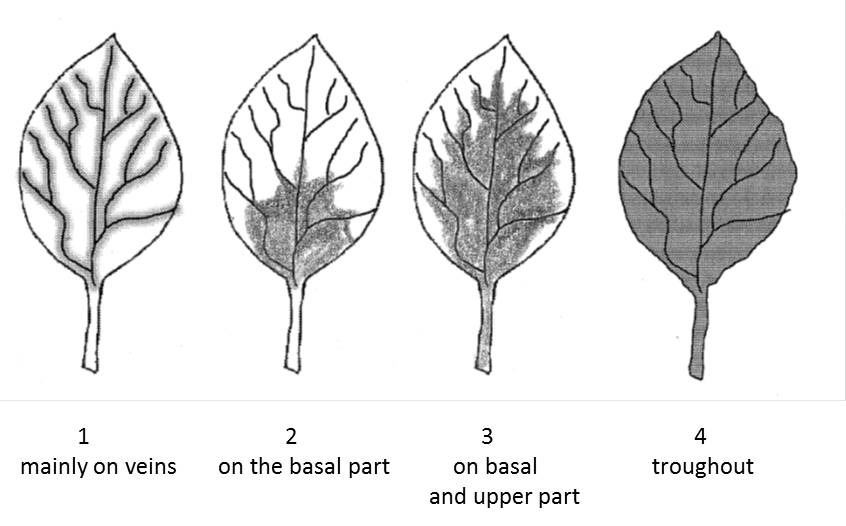 1
mainly on veins
2
on the basal part
3
on basal
and upper part
4
troughout